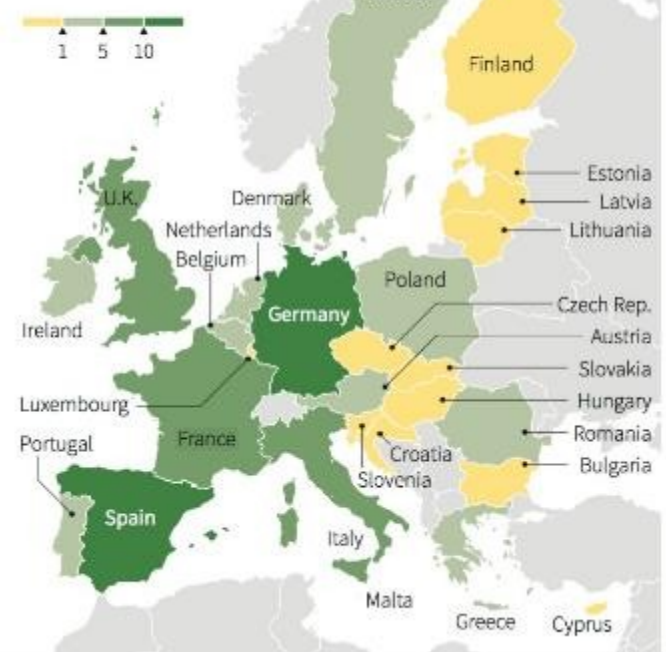 1 5 10
Finland
Estonia
U.K.
Denmark
Latvia
Netherlands
Lithuania
Belgium
Poland
Czech Rep.
Germany
Ireland
Austria
Slovakia
Luxembourg
Hungary
Portugal
France
Romania
Croatia
Bulgaria
Slovenia
Spain
Italy
Malta
Greece
Cyprus